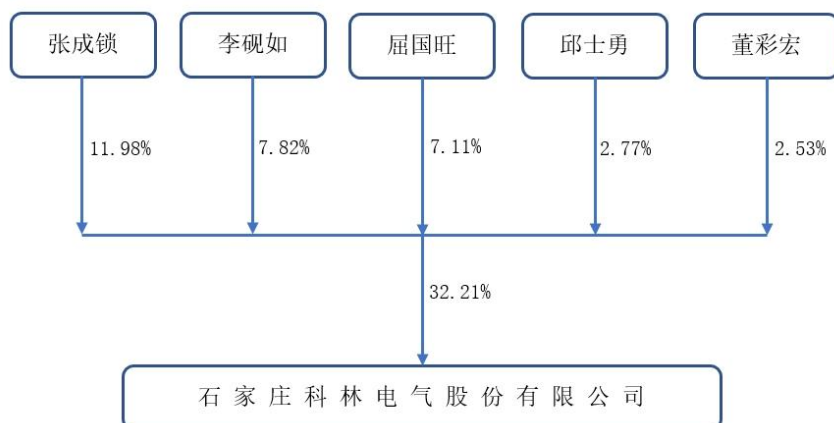 张成锁 李砚如 屈国旺 邱士勇 董彩宏
11.98% 7.82% 7.11% 2.77% 2.53%
32.21%
石家庄科林电气股份有限公司